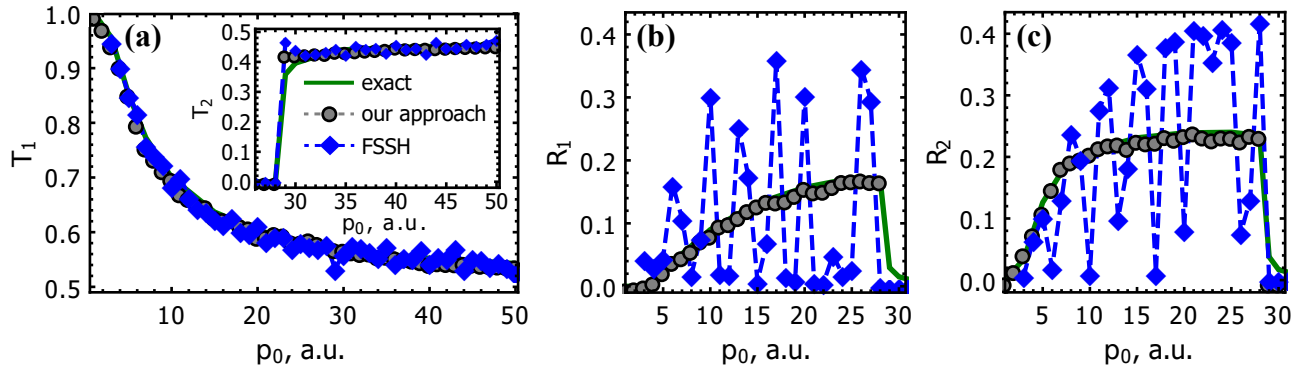 (a)
T₁
1.0
0.9
0.8
0.7
0.6
0.5
10 20 30 40 50
p₀, a.u.
T₂
0.5
0.4
0.3
0.2
0.1
0.0
30 35 40 45 50
p₀, a.u.
exact
our approach
FSSH
(b)
R₁
0.4
0.3
0.2
0.1
0.0
5 10 15 20 25 30
p₀, a.u.
(c)
R₂
0.4
0.3
0.2
0.1
0.0
5 10 15 20 25 30
p₀, a.u.